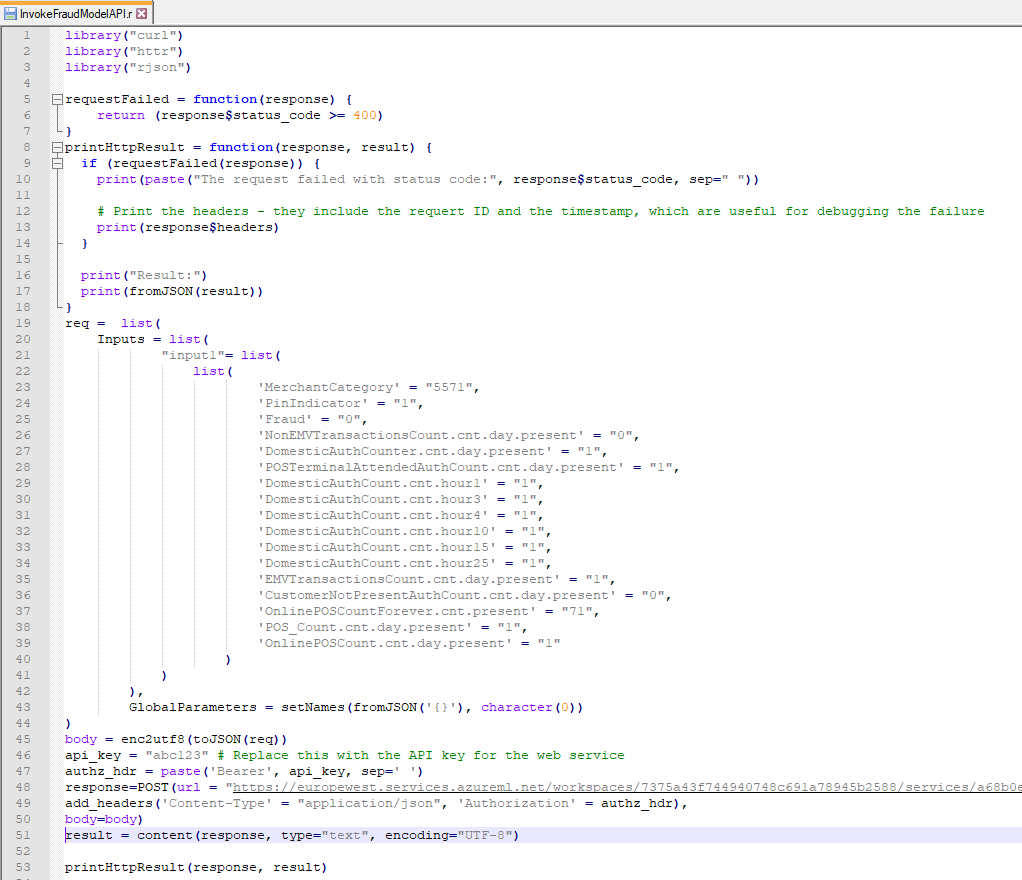 InvokeFraudModelAPI.r
1 library("curl")
2 library("httr")
3 library("rjson")
4
5 requestFailed = function(response) {
6 return (response$status_code >= 400)
7 }
8 printHttpResult = function(response, result) {
9 if (requestFailed(response)) {
10 print(paste("The request failed with status code:", response$status_code, sep=" "))
11
12 # Print the headers - they include the requert ID and the timestamp, which are useful for debugging the failure
13 print(response$headers)
14 }
15
16 print("Result:")
17 print(fromJSON(result))
18 }
19 req = list(
20 Inputs = list(
21 "input1"= list(
22 list(
23 'MerchantCategory' = "5571",
24 'PinIndicator' = "1",
25 'Fraud' = "0",
26 'NonEMVTransactionsCount.cnt.day.present' = "0",
27 'DomesticAuthCounter.cnt.day.present' = "1",
28 'POSTerminalAttendedAuthCount.cnt.day.present' = "1",
29 'DomesticAuthCount.cnt.hour1' = "1",
30 'DomesticAuthCount.cnt.hour3' = "1",
31 'DomesticAuthCount.cnt.hour4' = "1",
32 'DomesticAuthCount.cnt.hour10' = "1",
33 'DomesticAuthCount.cnt.hour15' = "1",
34 'DomesticAuthCount.cnt.hour25' = "1",
35 'EMVTransactionsCount.cnt.day.present' = "1",
36 'CustomerNotPresentAuthCount.cnt.day.present' = "0",
37 'OnlinePOSCountForever.cnt.present' = "71",
38 'POS_Count.cnt.day.present' = "1",
39 'OnlinePOSCount.cnt.day.present' = "1"
40 )
41 )
42 ),
43 GlobalParameters = setNames(fromJSON('{}'), character(0))
44 )
45 body = enc2utf8(toJSON(req))
46 api_key = "abc123" # Replace this with the API key for the web service
47 authz_hdr = paste('Bearer', api_key, sep=' ')
48 response=POST(url = "https://europewest.services.azureml.net/workspaces/7375a43f744940748c691a78945b2588/services/a68b0e
49 add_headers('Content-Type' = "application/json", 'Authorization' = authz_hdr),
50 body=body)
51 result = content(response, type="text", encoding="UTF-8")
52
53 printHttpResult(response, result)